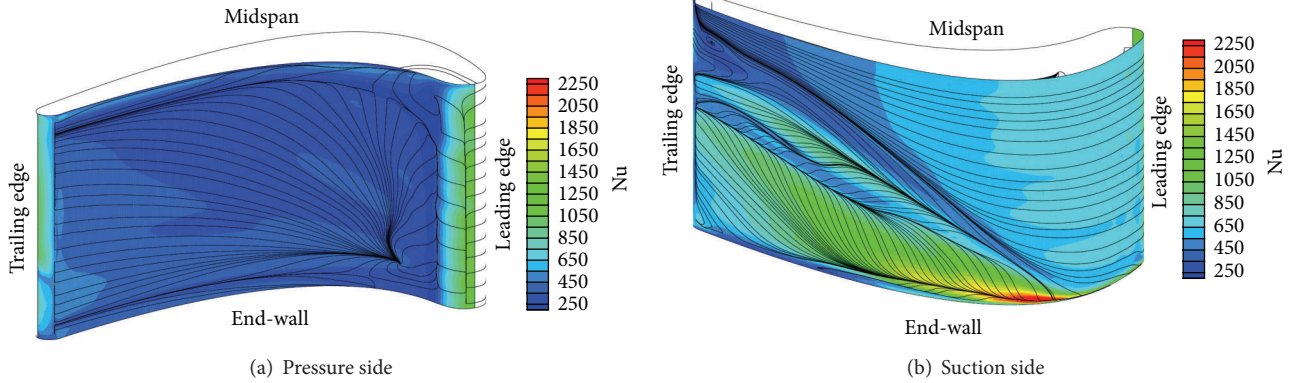 Midspan
Trailing edge
Leading edge
End-wall
2250
2050
1850
1650
1450
1250
1050
850
650
450
250
Nu
(a) Pressure side
Midspan
Trailing edge
Leading edge
End-wall
2250
2050
1850
1650
1450
1250
1050
850
650
450
250
Nu
(b) Suction side